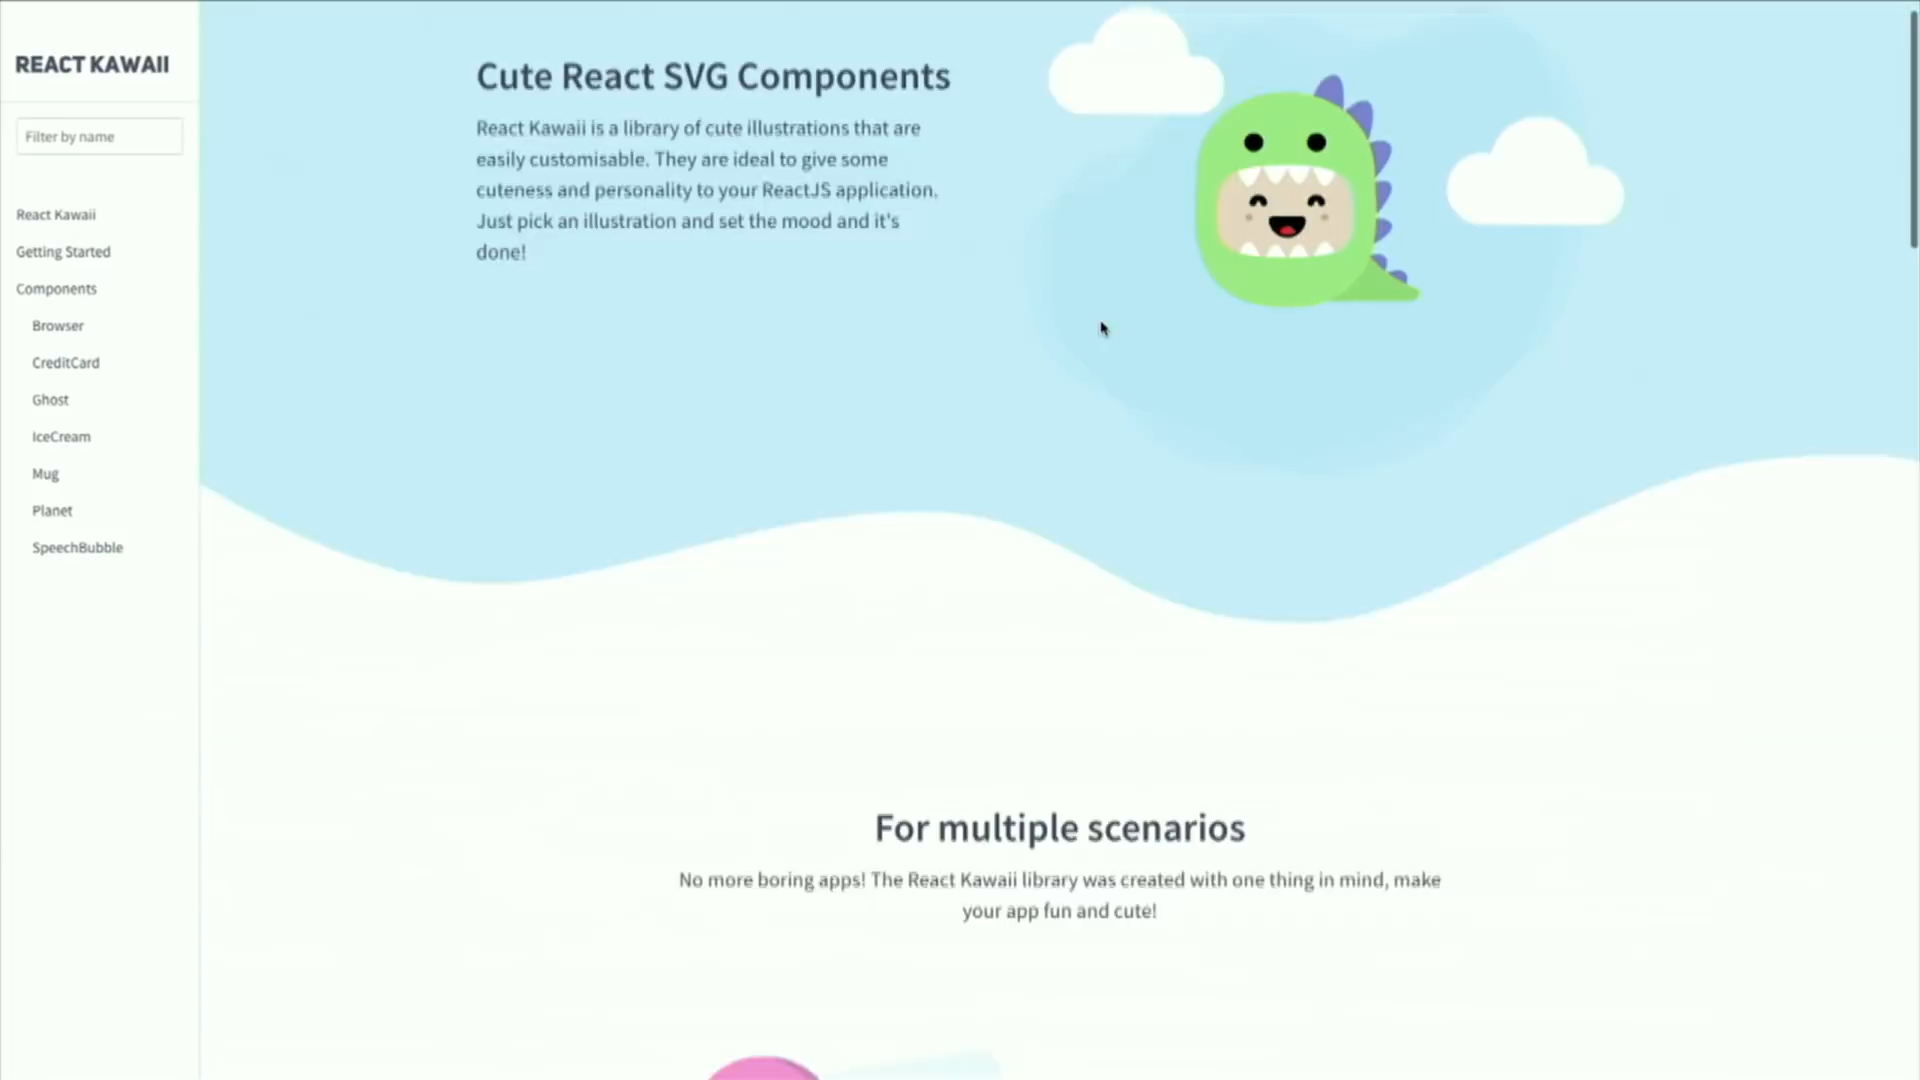 REACT KAWAII
Filter by name
React Kawaii
Getting Started
Components
Browser
CreditCard
Ghost
IceCream
Mug
Planet
SpeechBubble
Cute React SVG Components
React Kawaii is a library of cute illustrations that are
easily customisable. They are ideal to give some
cuteness and personality to your ReactJS application.
Just pick an illustration and set the mood and it's
done!
For multiple scenarios
No more boring apps! The React Kawaii library was created with one thing in mind, make
your app fun and cute!